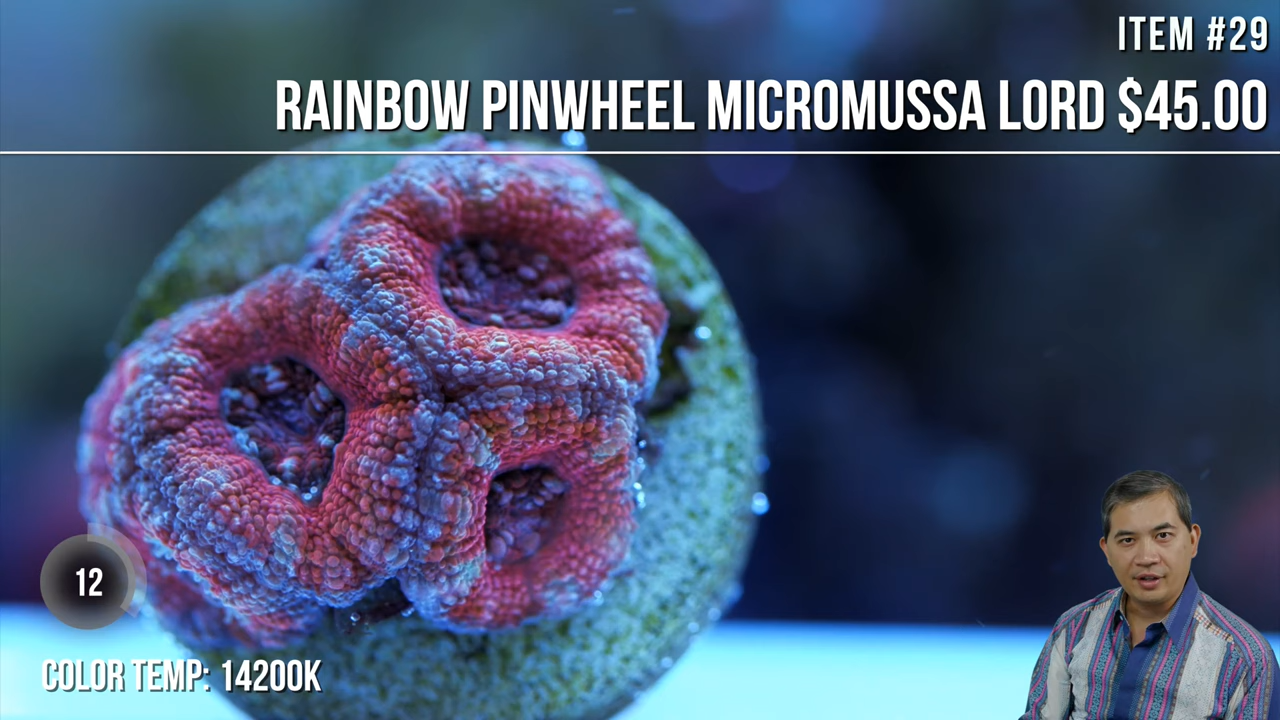 ITEM #29
RAINBOW PINWHEEL MICROMUSSA LORD $45.00
12
COLOR TEMP: 14200K